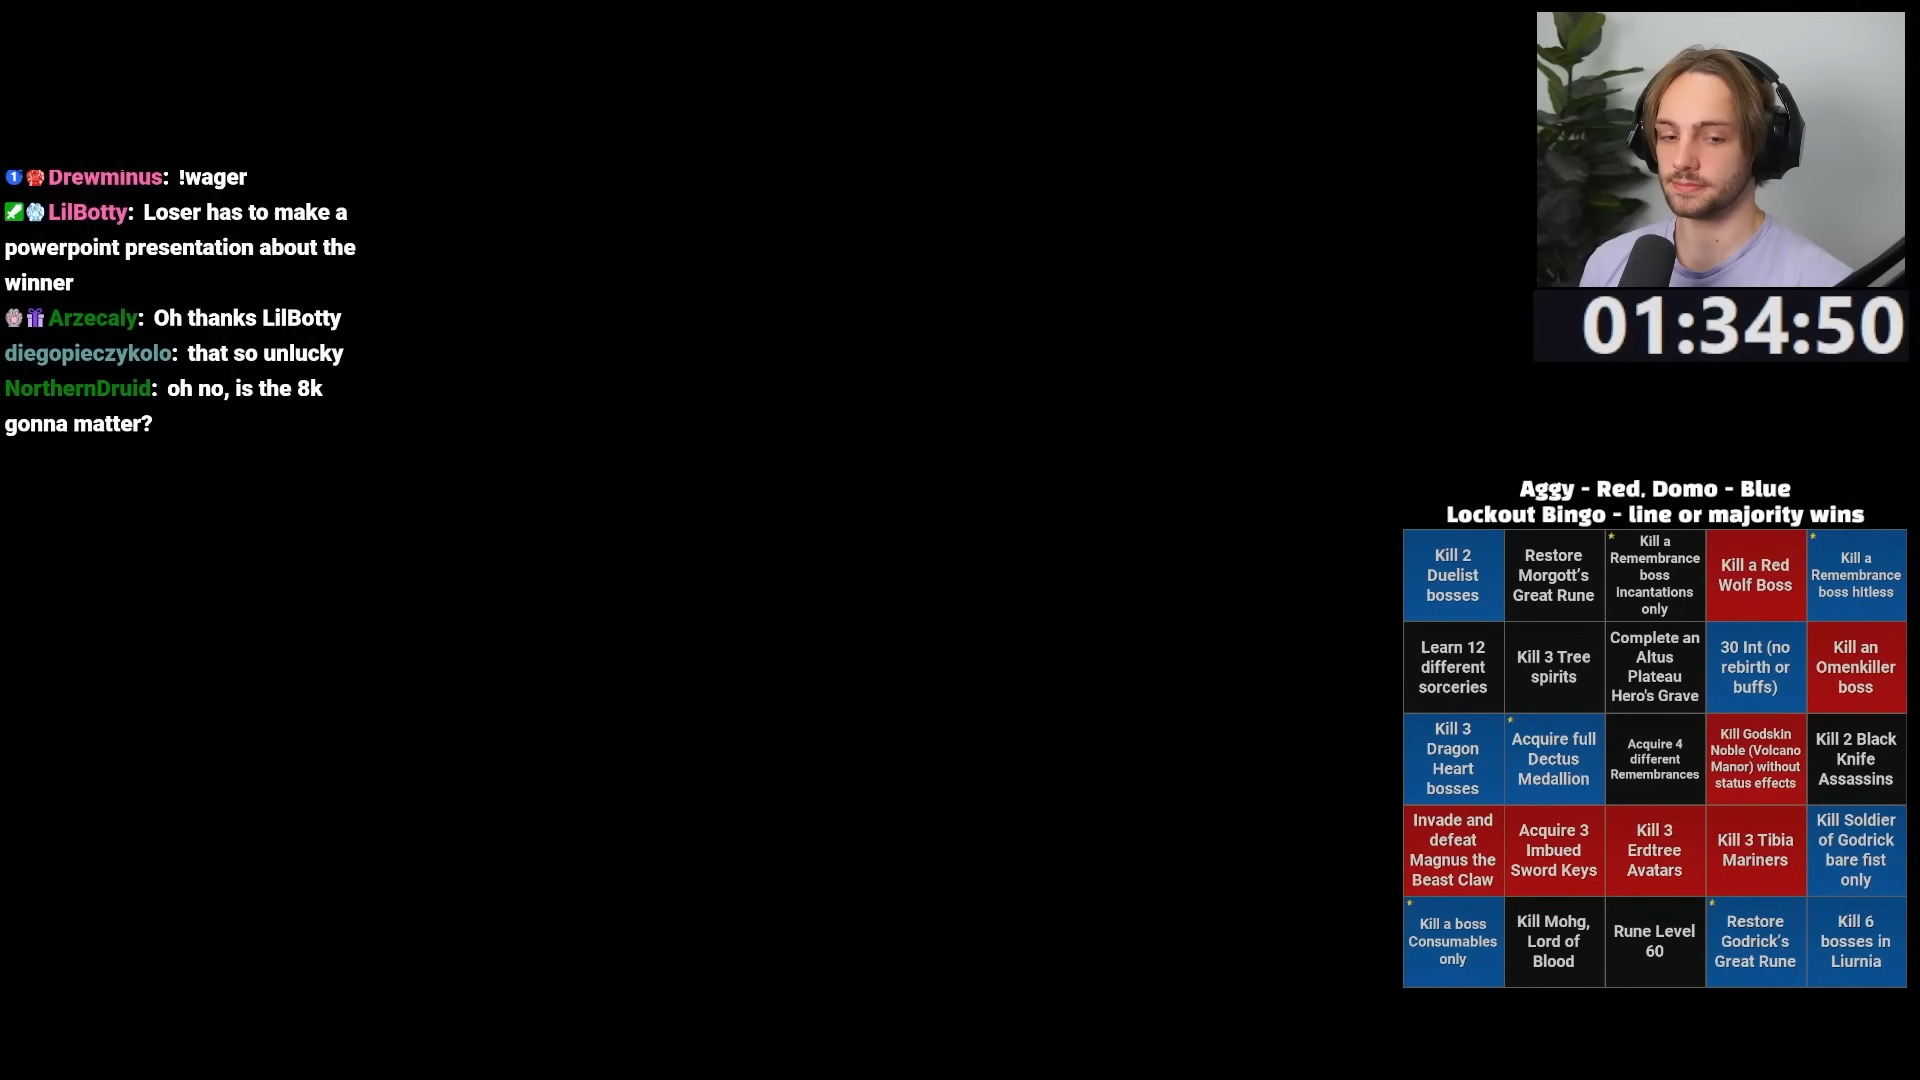 Drewminus: !wager
LilBotty: Loser has to make a
powerpoint presentation about the
winner
Arzecaly: Oh thanks LilBotty
diegopieczykolo: that so unlucky
NorthernDruid: oh no, is the 8k
gonna matter?
01:34:50
Aggy - Red, Domo - Blue
Lockout Bingo - line or majority wins
Kill 2
Duelist
bosses
Restore
Morgott's
Great Rune
Kill a
Remembrance
boss
Incantations
only
Kill a Red
Wolf Boss
Kill a
Remembrance
boss hitless
Learn 12
different
sorceries
Kill 3 Tree
spirits
Complete an
Altus
Plateau
Hero's Grave
30 Int (no
rebirth or
buffs)
Kill an
Omenkiller
boss
Kill 3
Dragon
Heart
bosses
Acquire full
Dectus
Medallion
Acquire 4
different
Remembrances
Kill Godskin
Noble (Volcano
Manor) without
status effects
Kill 2 Black
Knife
Assassins
Invade and
defeat
Magnus the
Beast Claw
Acquire 3
Imbued
Sword Keys
Kill 3
Erdtree
Avatars
Kill 3 Tibia
Mariners
Kill Soldier
of Godrick
bare fist
only
Kill a boss
Consumables
only
Kill Mohg,
Lord of
Blood
Rune Level
60
Restore
Godrick's
Great Rune
Kill 6
bosses in
Liurnia